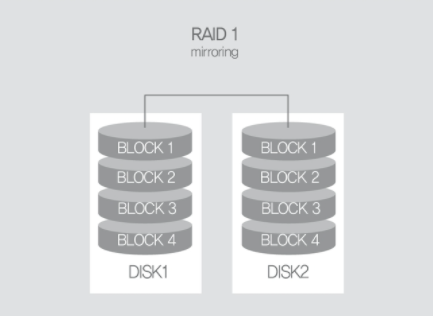 RAID 1
mirroring
BLOCK 1
BLOCK 2
BLOCK 3
BLOCK 4
DISK1
BLOCK 1
BLOCK 2
BLOCK 3
BLOCK 4
DISK2